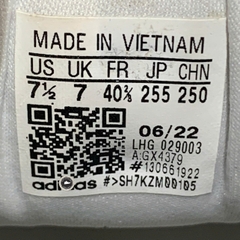 MADE IN VIETNAM
US UK FR JP CHN
7½ 7 40⅔ 255 250
06/22
LHG 029003
A:GX4379
#130661922
adidas #>SH7KZM00105